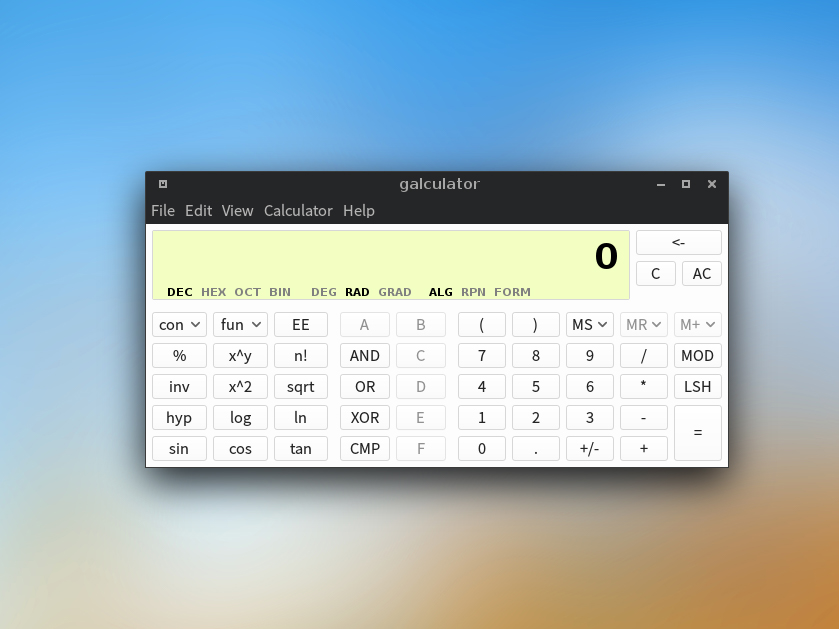 galculator
File Edit View Calculator Help
0
DEC HEX OCT BIN DEG RAD GRAD ALG RPN FORM
<-
C AC
con fun EE A B ( ) MS MR M+
% x^y n! AND C 7 8 9 / MOD
inv x^2 sqrt OR D 4 5 6 * LSH
hyp log ln XOR E 1 2 3 -
=
sin cos tan CMP F 0 . +/- +